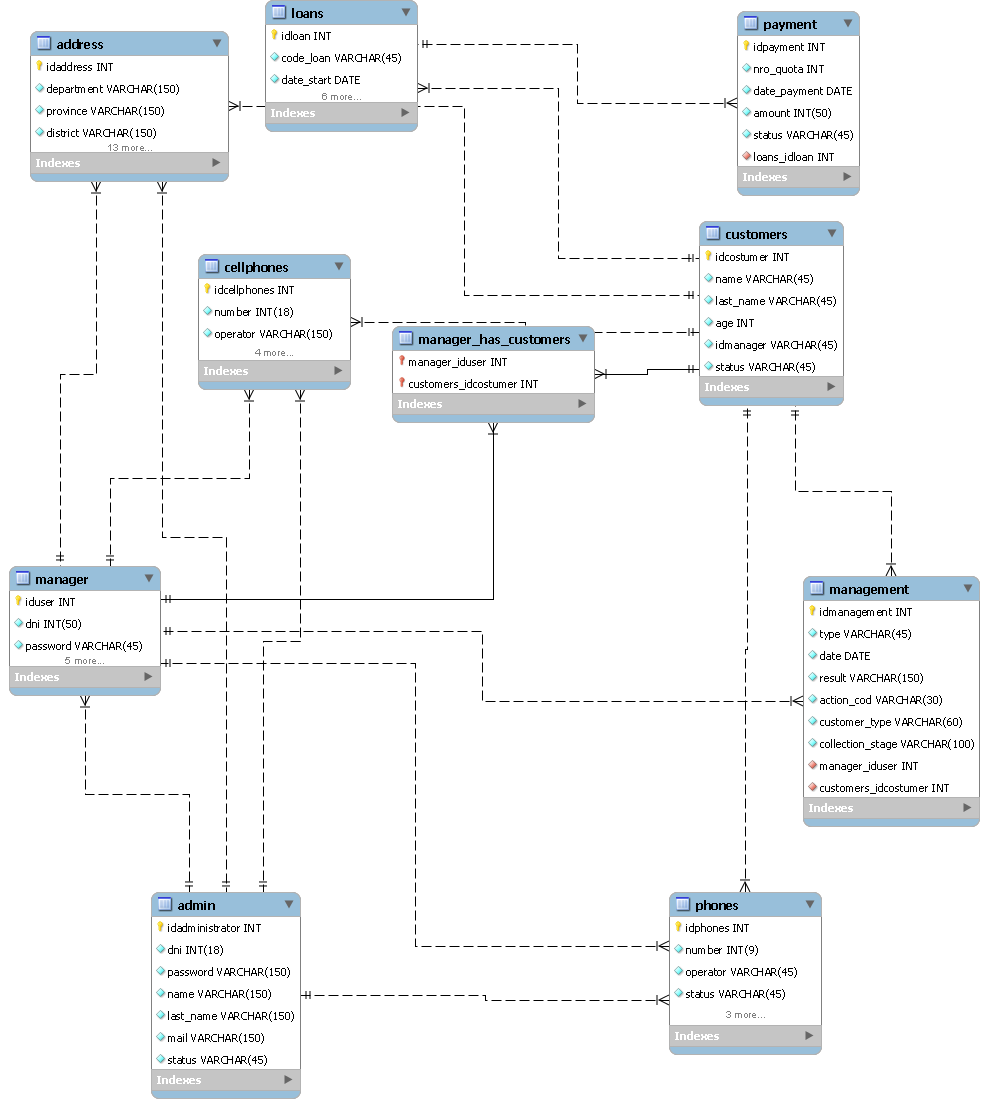 loans
idloan INT
code_loan VARCHAR(45)
date_start DATE
6 more...
Indexes
payment
idpayment INT
nro_quota INT
date_payment DATE
amount INT(50)
status VARCHAR(45)
loans_idloan INT
Indexes
address
idaddress INT
department VARCHAR(150)
province VARCHAR(150)
district VARCHAR(150)
13 more...
Indexes
customers
idcostumer INT
name VARCHAR(45)
last_name VARCHAR(45)
age INT
idmanager VARCHAR(45)
status VARCHAR(45)
Indexes
cellphones
idcellphones INT
number INT(18)
operator VARCHAR(150)
4 more...
Indexes
manager_has_customers
manager_iduser INT
customers_idcostumer INT
Indexes
manager
iduser INT
dni INT(50)
password VARCHAR(45)
5 more...
Indexes
management
idmanagement INT
type VARCHAR(45)
date DATE
result VARCHAR(150)
action_cod VARCHAR(30)
customer_type VARCHAR(60)
collection_stage VARCHAR(100)
manager_iduser INT
customers_idcostumer INT
Indexes
admin
idadministrator INT
dni INT(18)
password VARCHAR(150)
name VARCHAR(150)
last_name VARCHAR(150)
mail VARCHAR(150)
status VARCHAR(45)
Indexes
phones
idphones INT
number INT(9)
operator VARCHAR(45)
status VARCHAR(45)
3 more...
Indexes